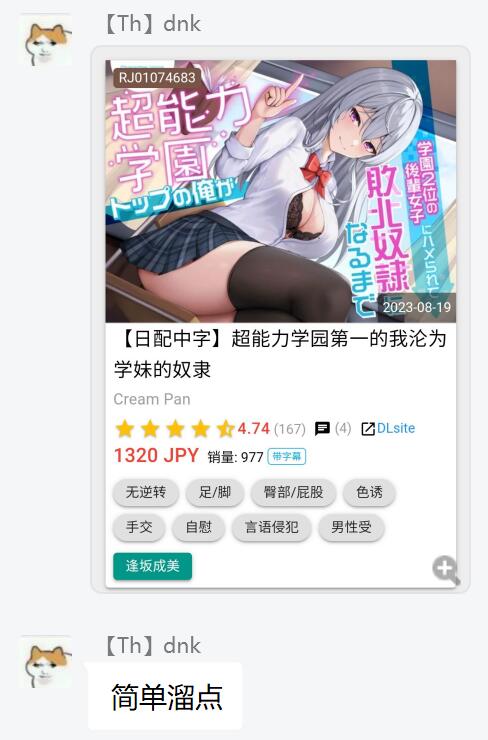 【Th】dnk
RJ01074683
超能力
学園
トップの俺が
学園2位の
後輩女子にハメられて
敗北奴隷に
なるまで
2023-08-19
【日配中字】超能力学园第一的我沦为
学妹的奴隶
Cream Pan
4.74 (167) (4) DLsite
1320 JPY 销量: 977 带字幕
无逆转 足/脚 臀部/屁股 色诱
手交 自慰 言语侵犯 男性受
逢坂成美
【Th】dnk
简单溜点